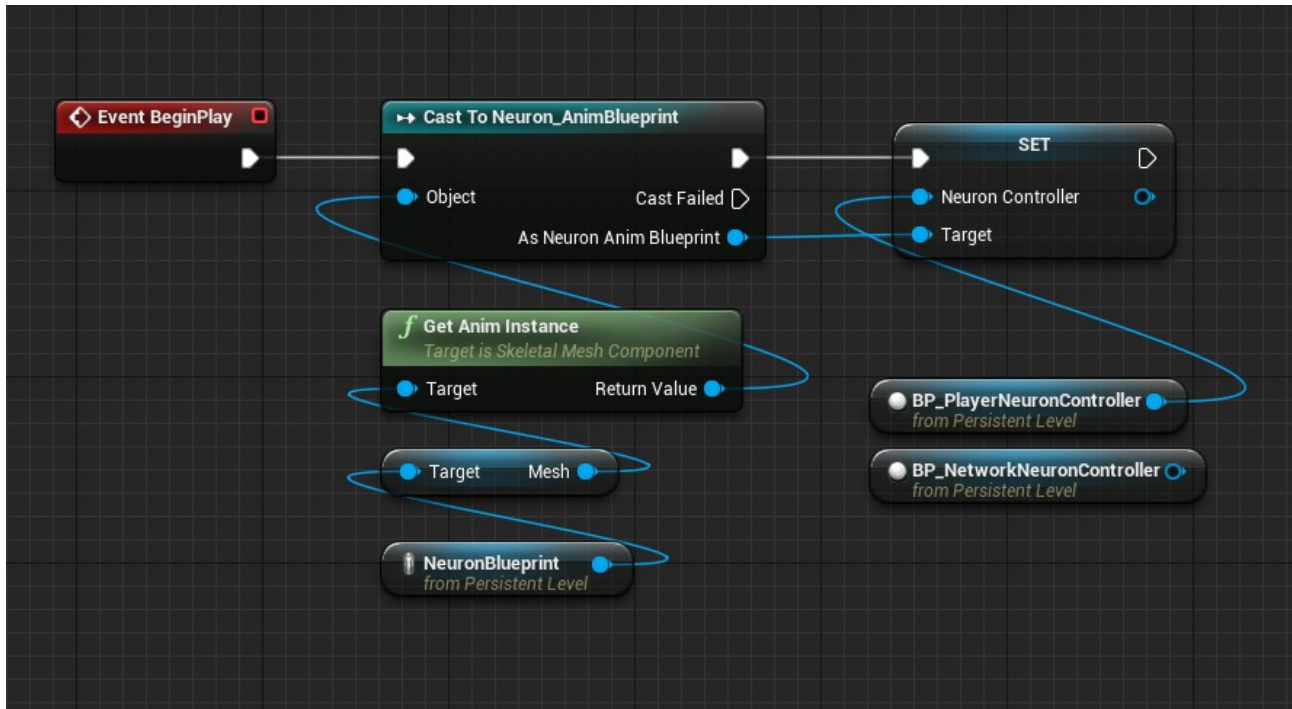 Event BeginPlay
Cast To Neuron_AnimBlueprint
SET
Object
Cast Failed
Neuron Controller
As Neuron Anim Blueprint
Target
f Get Anim Instance
Target is Skeletal Mesh Component
Target
Return Value
BP_PlayerNeuronController
from Persistent Level
Target
Mesh
BP_NetworkNeuronController
from Persistent Level
NeuronBlueprint
from Persistent Level